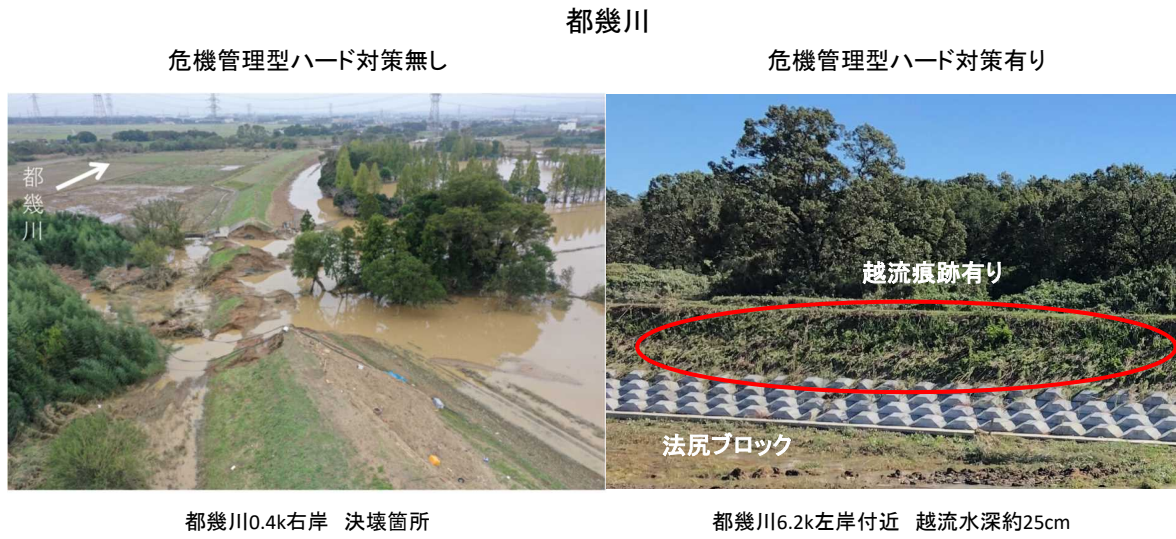 都幾川
危機管理型ハード対策無し
危機管理型ハード対策有り
都幾川
越流痕跡有り
法尻ブロック
都幾川0.4k右岸 決壊箇所
都幾川6.2k左岸付近 越流水深約25cm